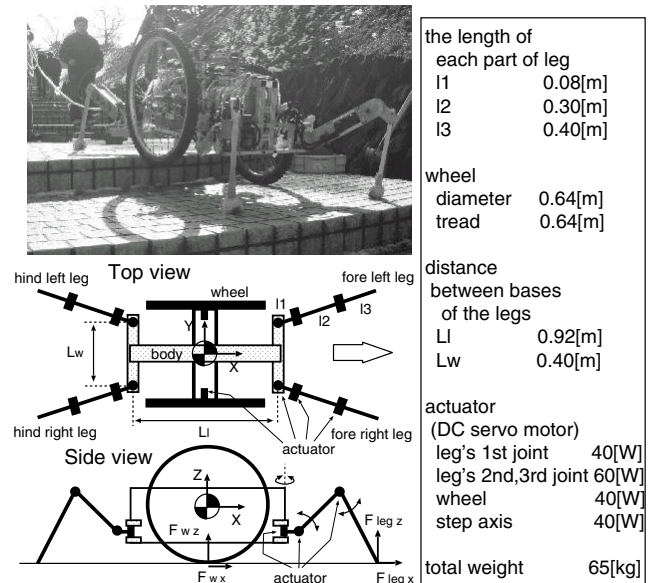 the length of
each part of leg
l1 0.08[m]
l2 0.30[m]
l3 0.40[m]
wheel
diameter 0.64[m]
tread 0.64[m]
distance
between bases
of the legs
Ll 0.92[m]
Lw 0.40[m]
actuator
(DC servo motor)
leg's 1st joint 40[W]
leg's 2nd,3rd joint 60[W]
wheel 40[W]
step axis 40[W]
total weight 65[kg]
Top view
hind left leg
wheel
fore left leg
l1
l2
l3
Y
Lw
body
X
hind right leg
Ll
actuator
fore right leg
Side view
Z
X
F w z
F leg z
F w x
actuator
F leg x